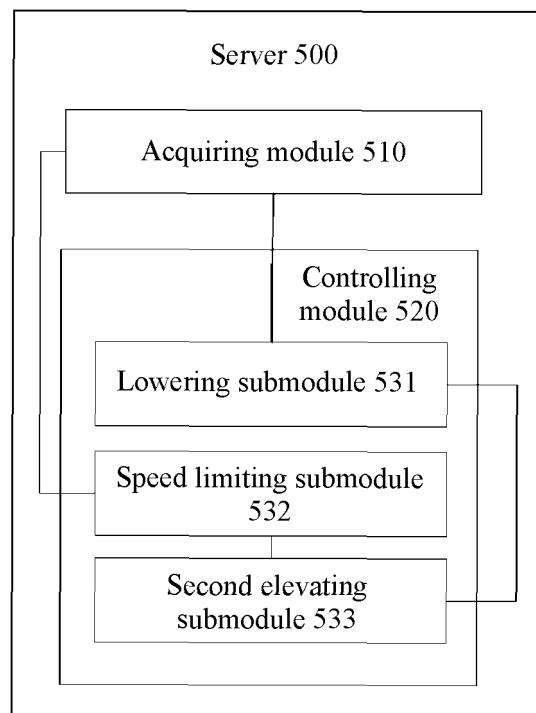 Server 500
Acquiring module 510
Controlling
module 520
Lowering submodule 531
Speed limiting submodule
532
Second elevating
submodule 533